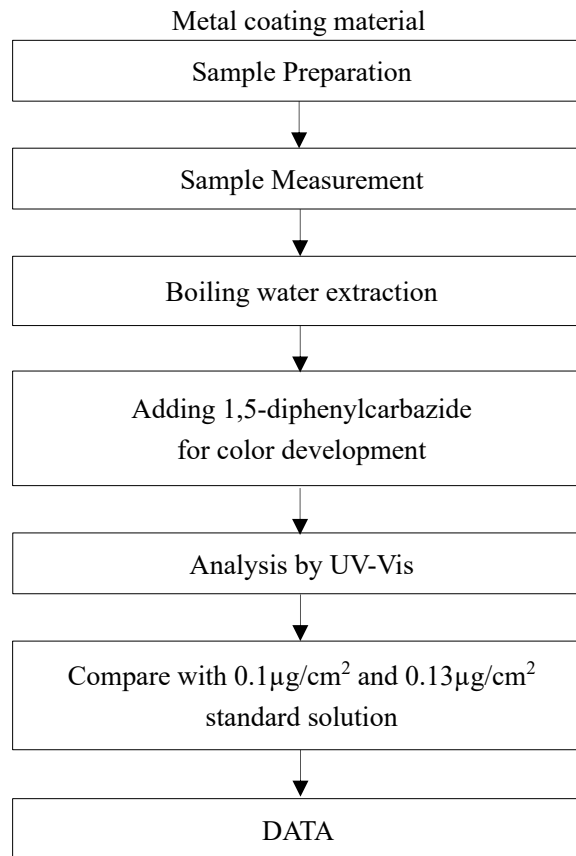 Metal coating material
Sample Preparation
Sample Measurement
Boiling water extraction
Adding 1,5-diphenylcarbazide
for color development
Analysis by UV-Vis
Compare with 0.1µg/cm² and 0.13µg/cm²
standard solution
DATA